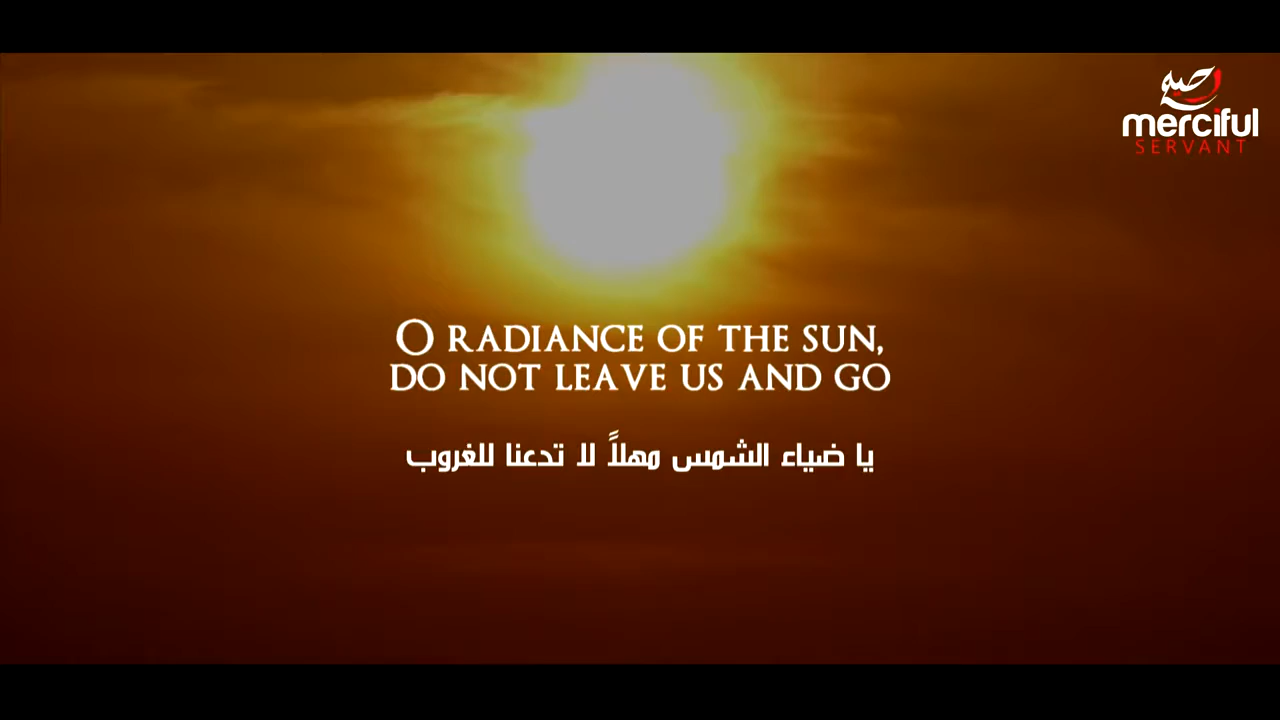 merciful
SERVANT
O RADIANCE OF THE SUN,
DO NOT LEAVE US AND GO
يا ضياء الشمس مهلاً لا تدعنا للغروب